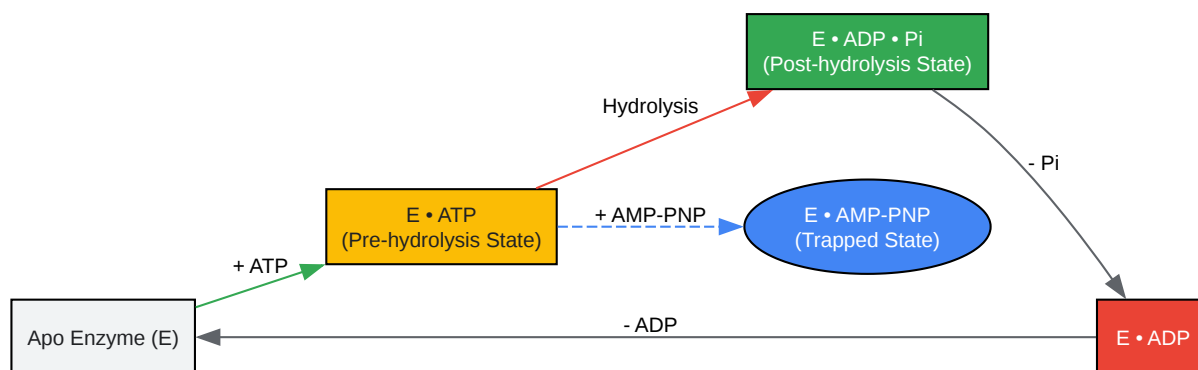 E • ADP • Pi
(Post-hydrolysis State)
Hydrolysis
- Pi
E • ATP
(Pre-hydrolysis State)
+ AMP-PNP
E • AMP-PNP
(Trapped State)
+ ATP
Apo Enzyme (E)
- ADP
E • ADP